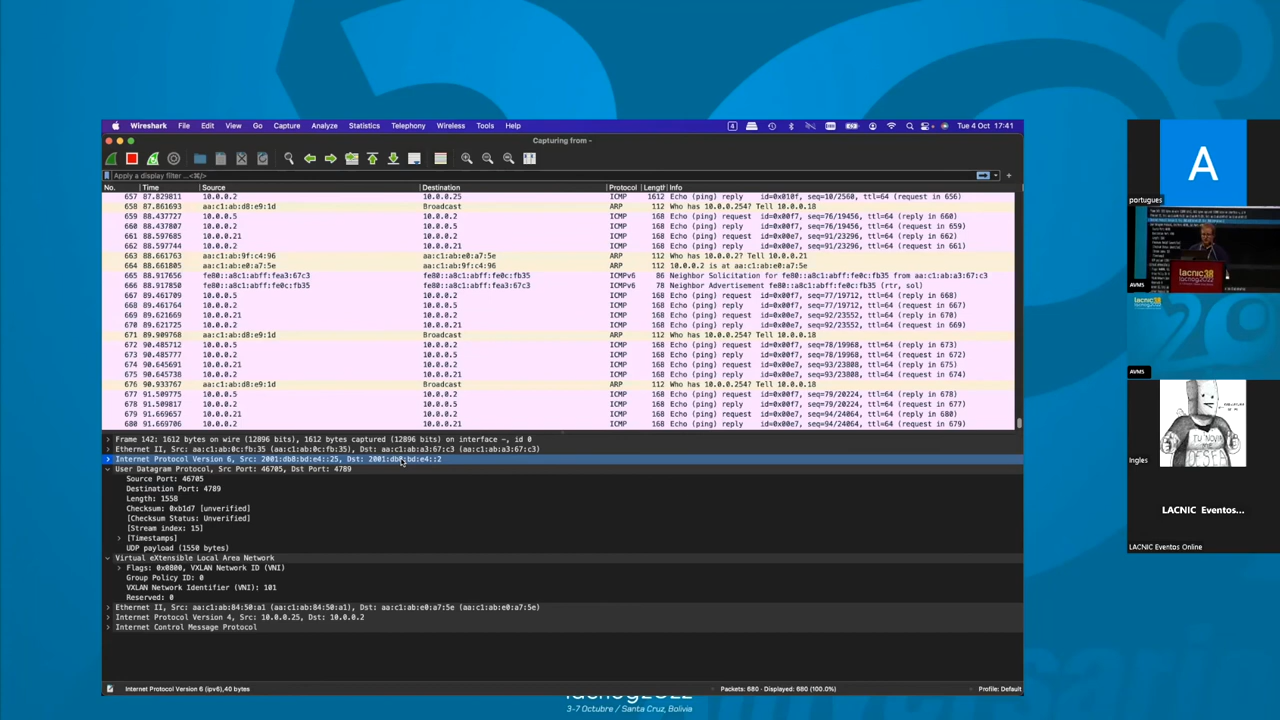 Wireshark File Edit View Go Capture Analyze Statistics Telephony Wireless Tools Help 4 Tue 4 Oct 17:41
Capturing from -
Apply a display filter ... <⌘/>
No. Time Source Destination Protocol Length Info
657 87.829811 10.0.0.2 10.0.0.25 ICMP 1612 Echo (ping) reply id=0x010f, seq=10/2560, ttl=64 (request in 656)
658 87.861693 aa:c1:ab:d8:e9:1d Broadcast ARP 112 Who has 10.0.0.254? Tell 10.0.0.18
659 88.437727 10.0.0.5 10.0.0.2 ICMP 168 Echo (ping) request id=0x00f7, seq=76/19456, ttl=64 (reply in 660)
660 88.437807 10.0.0.2 10.0.0.5 ICMP 168 Echo (ping) reply id=0x00f7, seq=76/19456, ttl=64 (request in 659)
661 88.597685 10.0.0.21 10.0.0.2 ICMP 168 Echo (ping) request id=0x00e7, seq=91/23296, ttl=64 (reply in 662)
662 88.597744 10.0.0.2 10.0.0.21 ICMP 168 Echo (ping) reply id=0x00e7, seq=91/23296, ttl=64 (request in 661)
663 88.661763 aa:c1:ab:9f:c4:96 aa:c1:ab:e0:a7:5e ARP 112 Who has 10.0.0.2? Tell 10.0.0.21
664 88.661805 aa:c1:ab:e0:a7:5e aa:c1:ab:9f:c4:96 ARP 112 10.0.0.2 is at aa:c1:ab:e0:a7:5e
665 88.917656 fe80::a8c1:abff:fea3:67c3 fe80::a8c1:abff:fe0c:fb35 ICMPv6 86 Neighbor Solicitation for fe80::a8c1:abff:fe0c:fb35 from aa:c1:ab:a3:67:c3
666 88.917850 fe80::a8c1:abff:fe0c:fb35 fe80::a8c1:abff:fea3:67c3 ICMPv6 78 Neighbor Advertisement fe80::a8c1:abff:fe0c:fb35 (rtr, sol)
667 89.461709 10.0.0.5 10.0.0.2 ICMP 168 Echo (ping) request id=0x00f7, seq=77/19712, ttl=64 (reply in 668)
668 89.461764 10.0.0.2 10.0.0.5 ICMP 168 Echo (ping) reply id=0x00f7, seq=77/19712, ttl=64 (request in 667)
669 89.621669 10.0.0.21 10.0.0.2 ICMP 168 Echo (ping) request id=0x00e7, seq=92/23552, ttl=64 (reply in 670)
670 89.621725 10.0.0.2 10.0.0.21 ICMP 168 Echo (ping) reply id=0x00e7, seq=92/23552, ttl=64 (request in 669)
671 89.909768 aa:c1:ab:d8:e9:1d Broadcast ARP 112 Who has 10.0.0.254? Tell 10.0.0.18
672 90.485712 10.0.0.5 10.0.0.2 ICMP 168 Echo (ping) request id=0x00f7, seq=78/19968, ttl=64 (reply in 673)
673 90.485777 10.0.0.2 10.0.0.5 ICMP 168 Echo (ping) reply id=0x00f7, seq=78/19968, ttl=64 (request in 672)
674 90.645691 10.0.0.21 10.0.0.2 ICMP 168 Echo (ping) request id=0x00e7, seq=93/23808, ttl=64 (reply in 675)
675 90.645738 10.0.0.2 10.0.0.21 ICMP 168 Echo (ping) reply id=0x00e7, seq=93/23808, ttl=64 (request in 674)
676 90.933767 aa:c1:ab:d8:e9:1d Broadcast ARP 112 Who has 10.0.0.254? Tell 10.0.0.18
677 91.509775 10.0.0.5 10.0.0.2 ICMP 168 Echo (ping) request id=0x00f7, seq=79/20224, ttl=64 (reply in 678)
678 91.509817 10.0.0.2 10.0.0.5 ICMP 168 Echo (ping) reply id=0x00f7, seq=79/20224, ttl=64 (request in 677)
679 91.669657 10.0.0.21 10.0.0.2 ICMP 168 Echo (ping) request id=0x00e7, seq=94/24064, ttl=64 (reply in 680)
680 91.669706 10.0.0.2 10.0.0.21 ICMP 168 Echo (ping) reply id=0x00e7, seq=94/24064, ttl=64 (request in 679)
Frame 142: 1612 bytes on wire (12896 bits), 1612 bytes captured (12896 bits) on interface -, id 0
Ethernet II, Src: aa:c1:ab:0c:fb:35 (aa:c1:ab:0c:fb:35), Dst: aa:c1:ab:a3:67:c3 (aa:c1:ab:a3:67:c3)
Internet Protocol Version 6, Src: 2001:db8:bd:e4::25, Dst: 2001:db8:bd:e4::2
User Datagram Protocol, Src Port: 46705, Dst Port: 4789
Source Port: 46705
Destination Port: 4789
Length: 1558
Checksum: 0xb1d7 [unverified]
[Checksum Status: Unverified]
[Stream index: 15]
[Timestamps]
UDP payload (1550 bytes)
Virtual eXtensible Local Area Network
Flags: 0x0800, VXLAN Network ID (VNI)
Group Policy ID: 0
VXLAN Network Identifier (VNI): 101
Reserved: 0
Ethernet II, Src: aa:c1:ab:84:50:a1 (aa:c1:ab:84:50:a1), Dst: aa:c1:ab:e0:a7:5e (aa:c1:ab:e0:a7:5e)
Internet Protocol Version 4, Src: 10.0.0.25, Dst: 10.0.0.2
Internet Control Message Protocol
Internet Protocol Version 6 (ipv6), 40 bytes Packets: 680 · Displayed: 680 (100.0%) Profile: Default
lacnog2022
3-7 Octubre / Santa Cruz, Bolivia
A
portugues
lacnic38
lacnog2022
AVMS
AVMS
TU NOVIA
ME
DESEA
Ingles
LACNIC Eventos...
LACNIC Eventos Online